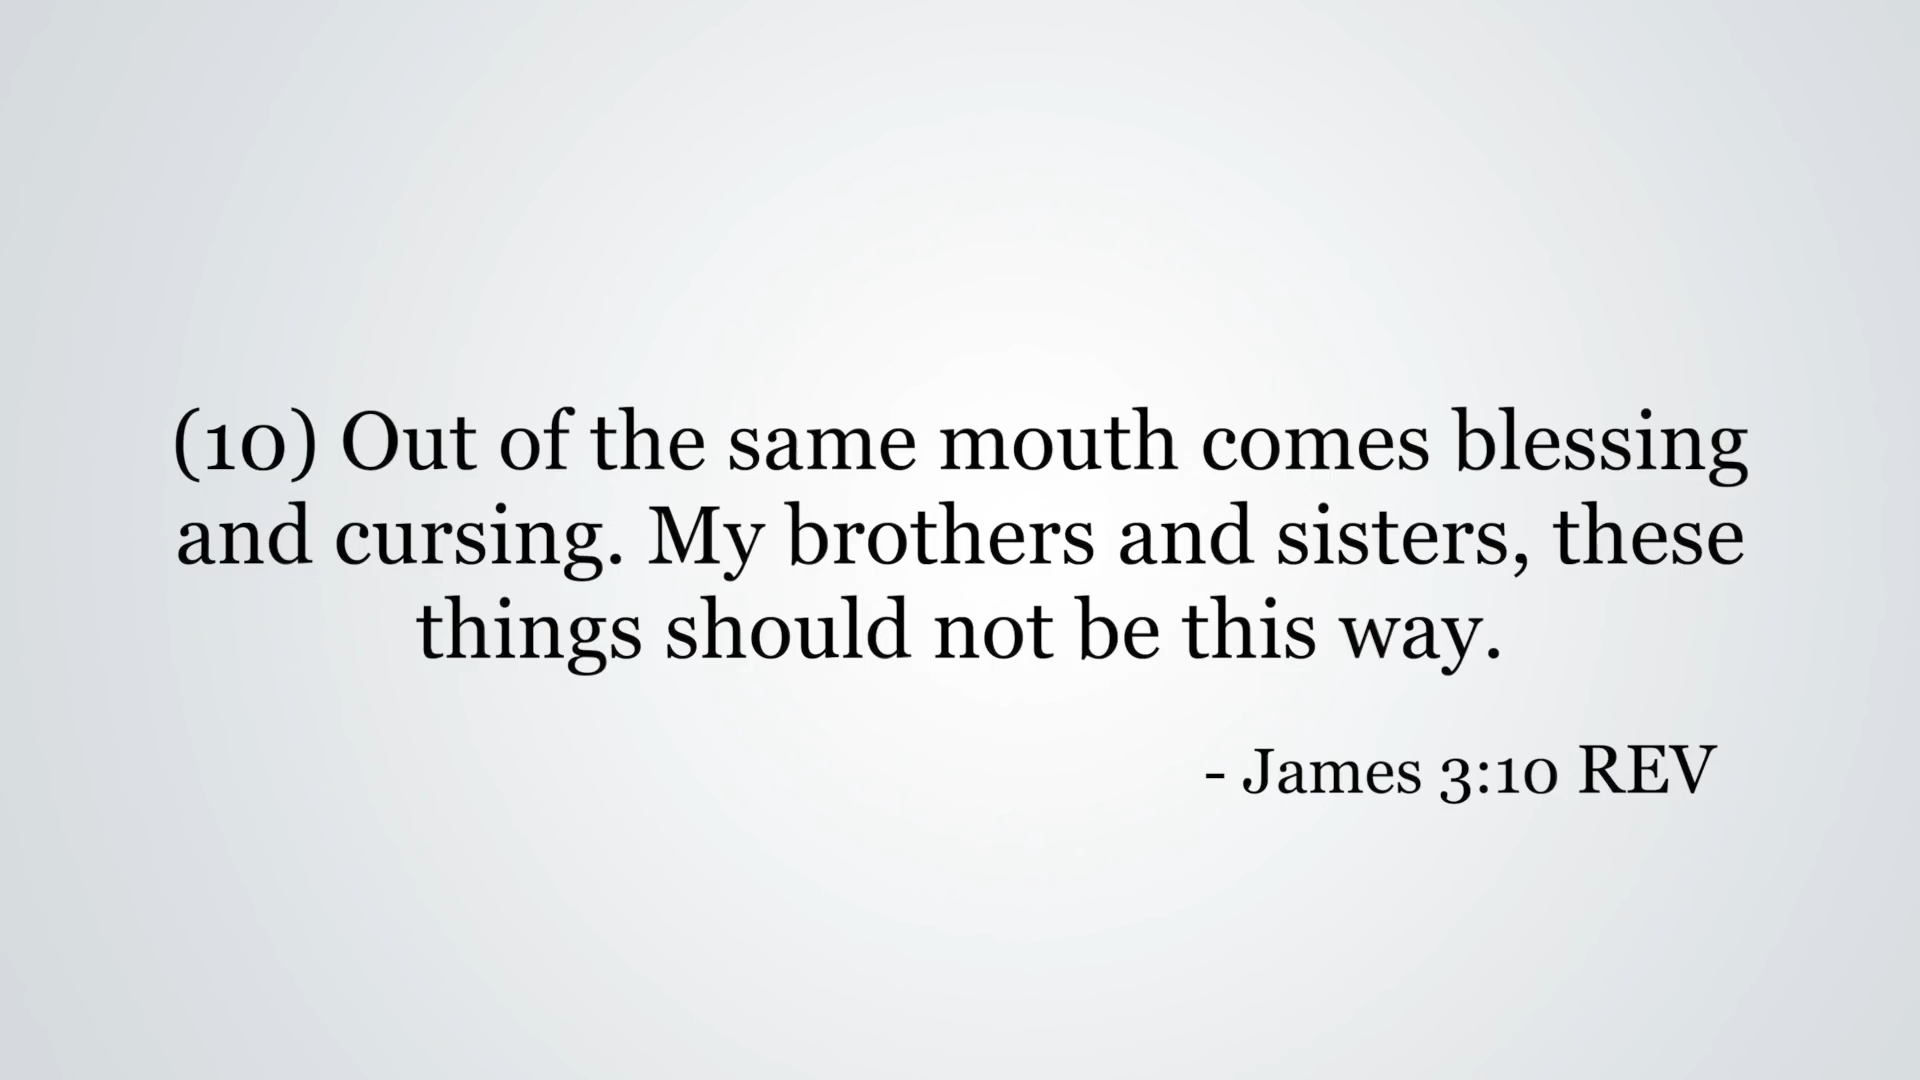 (10) Out of the same mouth comes blessing
and cursing. My brothers and sisters, these
things should not be this way.
- James 3:10 REV